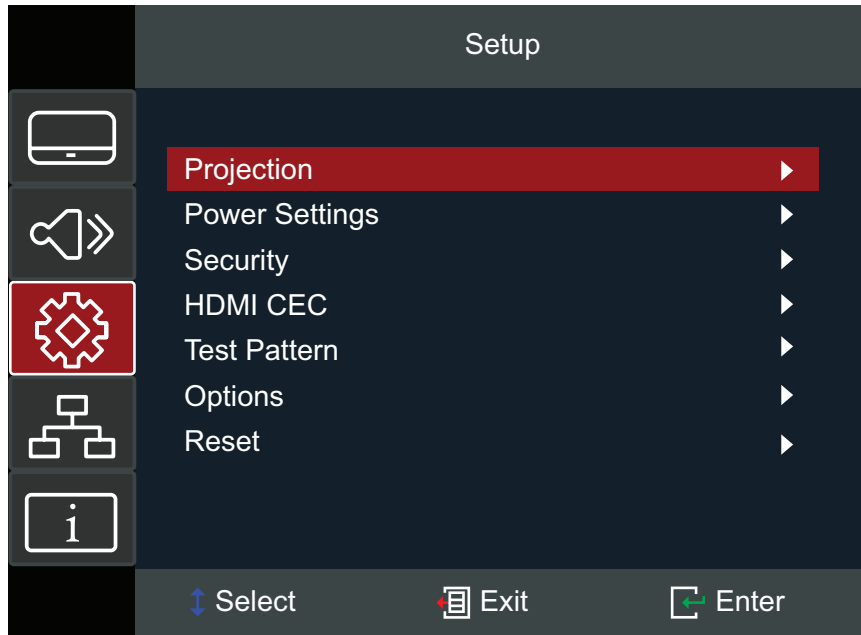 Setup
Projection
Power Settings
Security
HDMI CEC
Test Pattern
Options
Reset
i
Select Exit Enter